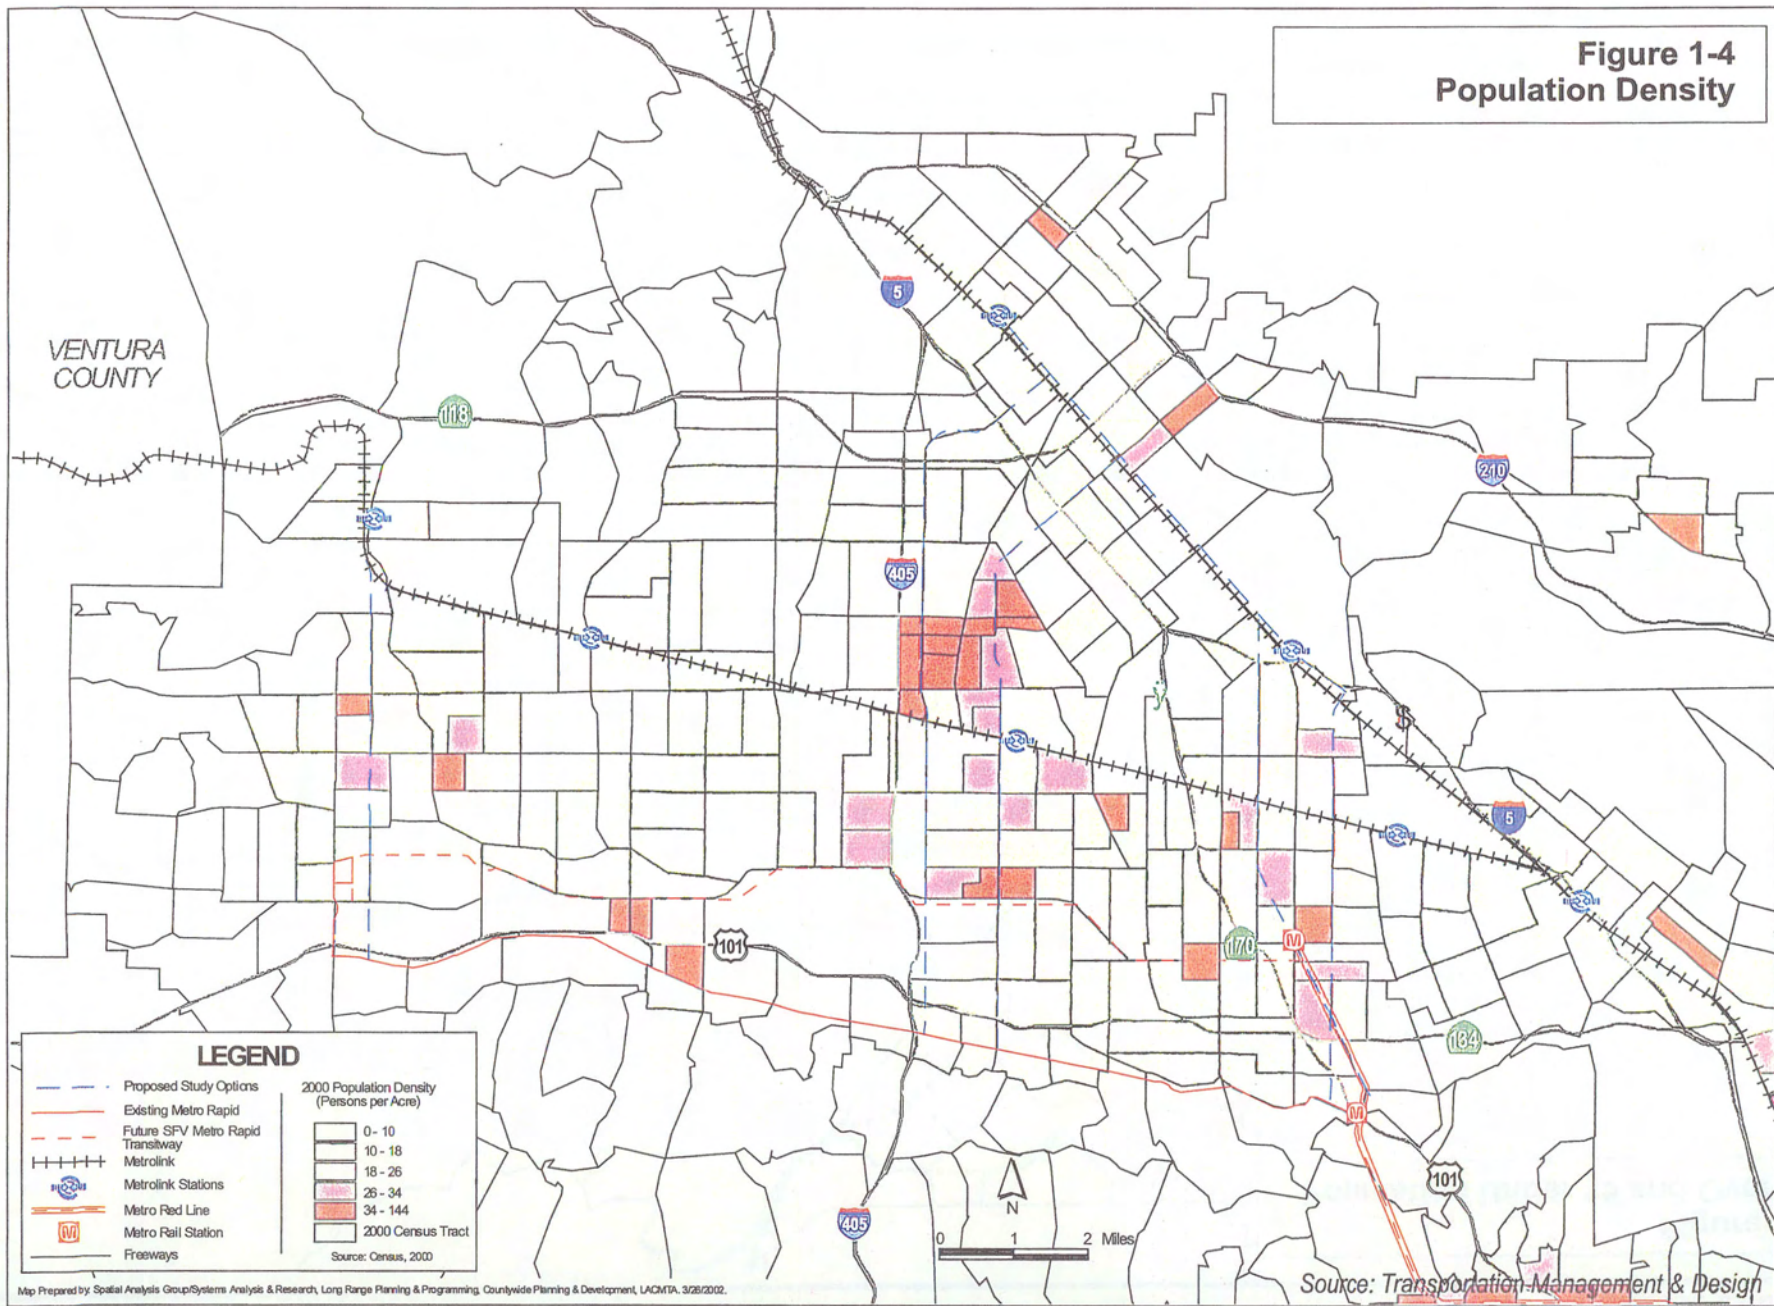 Figure 1-4
Population Density
VENTURA
COUNTY
5
118
210
405
5
101
170
134
101
405
LEGEND
Proposed Study Options
Existing Metro Rapid
Future SFV Metro Rapid
Transitway
Metrolink
Metrolink Stations
Metro Red Line
M
Metro Rail Station
Freeways
2000 Population Density
(Persons per Acre)
0 - 10
10 - 18
18 - 26
26 - 34
34 - 144
2000 Census Tract
Source: Census, 2000
M
M
N
0 1 2 Miles
Source: Transportation Management & Design
Map Prepared by: Spatial Analysis Group/Systems Analysis & Research, Long Range Planning & Programming, Countywide Planning & Development, LACMTA. 3/26/2002.